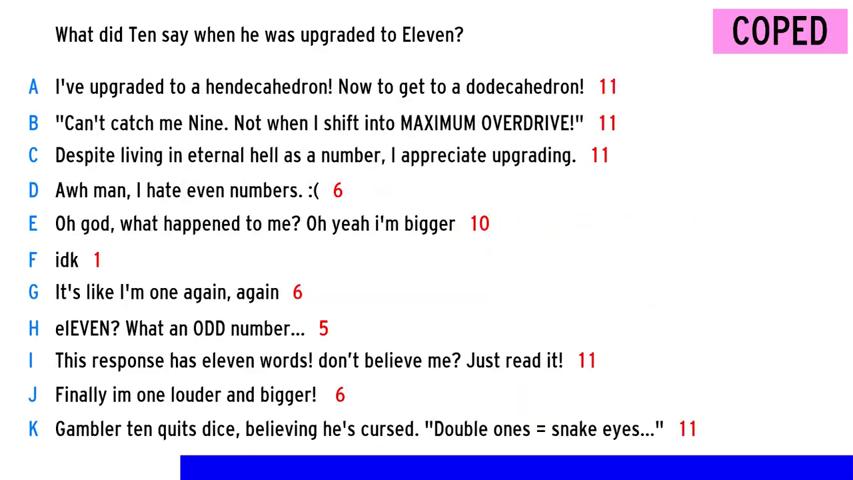 What did Ten say when he was upgraded to Eleven?
COPED
A I've upgraded to a hendecahedron! Now to get to a dodecahedron! 11
B "Can't catch me Nine. Not when I shift into MAXIMUM OVERDRIVE!" 11
C Despite living in eternal hell as a number, I appreciate upgrading. 11
D Awh man, I hate even numbers. :( 6
E Oh god, what happened to me? Oh yeah i'm bigger 10
F idk 1
G It's like I'm one again, again 6
H elEVEN? What an ODD number... 5
I This response has eleven words! don’t believe me? Just read it! 11
J Finally im one louder and bigger! 6
K Gambler ten quits dice, believing he's cursed. "Double ones = snake eyes..." 11